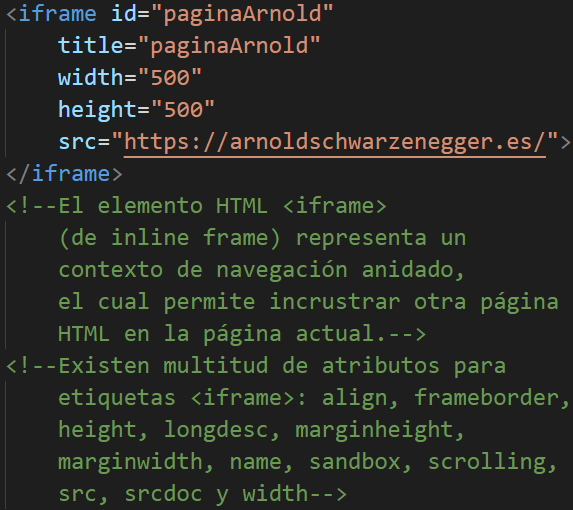 <iframe id="paginaArnold"
title="paginaArnold"
width="500"
height="500"
src="https://arnoldschwarzenegger.es/">
</iframe>
<!--El elemento HTML <iframe>
(de inline frame) representa un
contexto de navegación anidado,
el cual permite incrustrar otra página
HTML en la página actual.-->
<!--Existen multitud de atributos para
etiquetas <iframe>: align, frameborder,
height, longdesc, marginheight,
marginwidth, name, sandbox, scrolling,
src, srcdoc y width-->